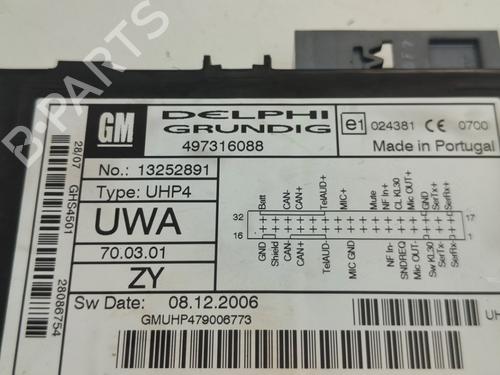 GM
DELPHI
GRUNDIG
497316088
e1 024381 CE 0700
Made in Portugal
No.: 13252891
Type: UHP4
UWA
70.03.01
ZY
Sw Date: 08.12.2006
GMUHP479006773
28/07 GHS4501 28086754
Batt CAN- CAN+ TelAUD+ MIC+ Mute NF In+ CL KL30 Mic OUT+ GND SerTx+ SerRx+
32 17
16 1
GND Shield CAN- CAN+ TelAUD- MIC GND NF In- SNDREQ Mic OUT- Sw KL30 SerTx- SerRx-
UH
B-PARTS